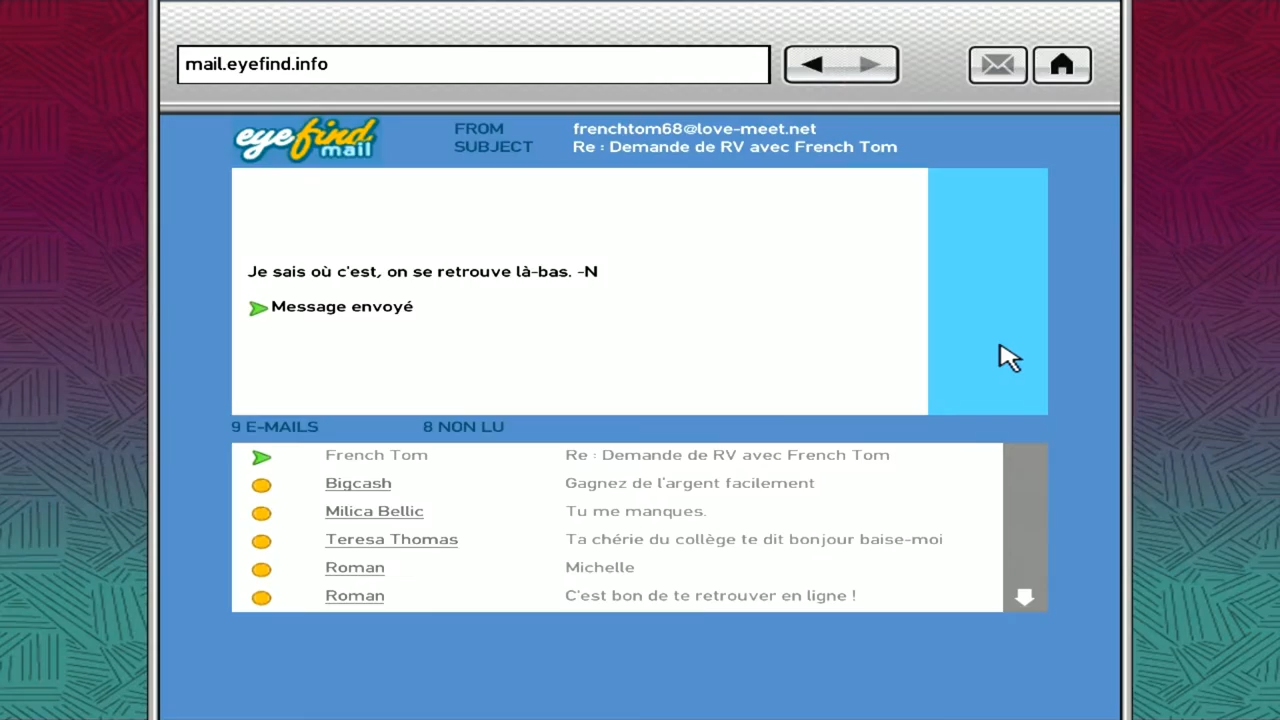 mail.eyefind.info
eyefind mail
FROM frenchtom68@love-meet.net
SUBJECT Re : Demande de RV avec French Tom
Je sais où c'est, on se retrouve là-bas. -N
Message envoyé
9 E-MAILS 8 NON LU
French Tom Re : Demande de RV avec French Tom
Bigcash Gagnez de l'argent facilement
Milica Bellic Tu me manques.
Teresa Thomas Ta chérie du collège te dit bonjour baise-moi
Roman Michelle
Roman C'est bon de te retrouver en ligne !